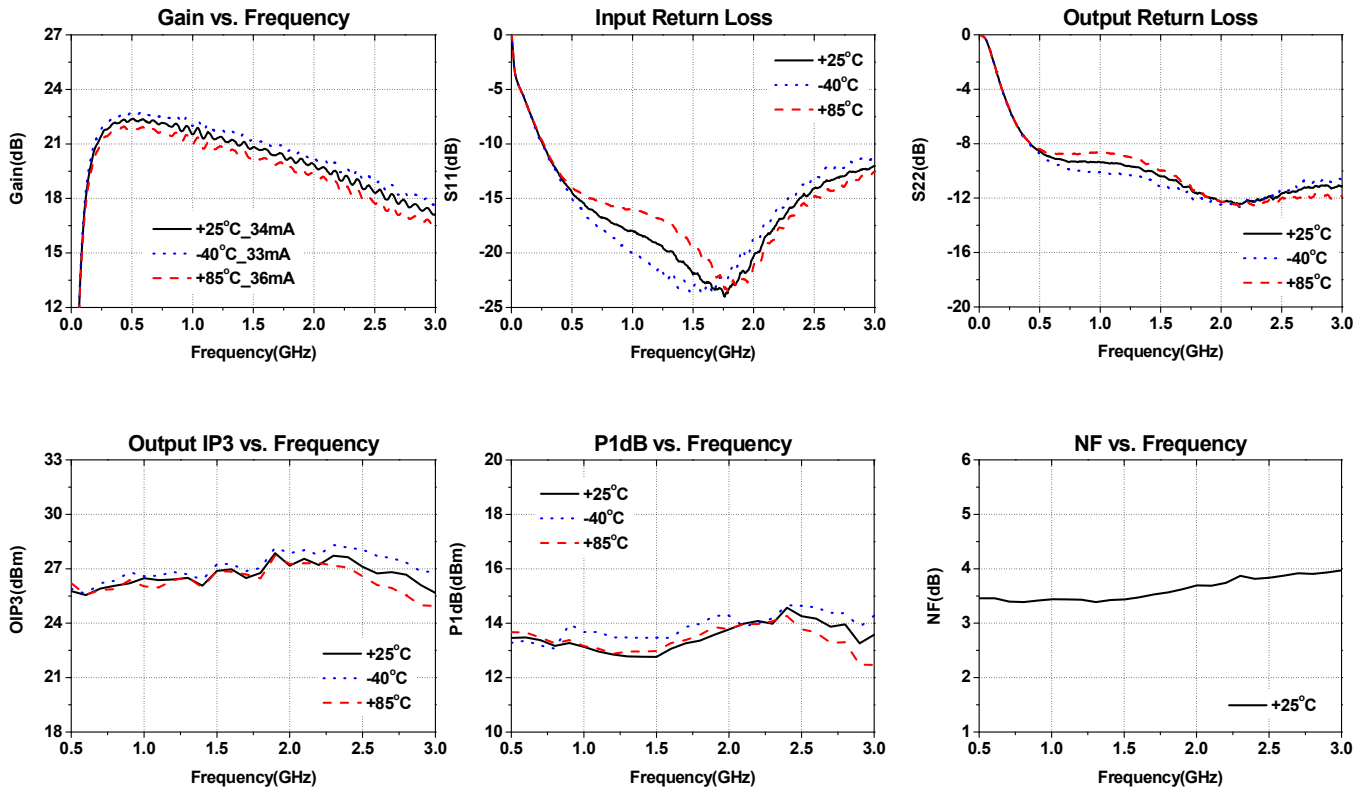 Gain vs. Frequency
27
24
21
18
15
12
Gain(dB)
+25°C_34mA
-40°C_33mA
+85°C_36mA
0.0 0.5 1.0 1.5 2.0 2.5 3.0
Frequency(GHz)
Input Return Loss
0
-5
-10
-15
-20
-25
S11(dB)
+25°C
-40°C
+85°C
0.0 0.5 1.0 1.5 2.0 2.5 3.0
Frequency(GHz)
Output Return Loss
0
-4
-8
-12
-16
-20
S22(dB)
+25°C
-40°C
+85°C
0.0 0.5 1.0 1.5 2.0 2.5 3.0
Frequency(GHz)
Output IP3 vs. Frequency
33
30
27
24
21
18
OIP3(dBm)
+25°C
-40°C
+85°C
0.5 1.0 1.5 2.0 2.5 3.0
Frequency(GHz)
P1dB vs. Frequency
20
18
16
14
12
10
P1dB(dBm)
+25°C
-40°C
+85°C
0.5 1.0 1.5 2.0 2.5 3.0
Frequency(GHz)
NF vs. Frequency
6
5
4
3
2
1
NF(dB)
+25°C
0.5 1.0 1.5 2.0 2.5 3.0
Frequency(GHz)